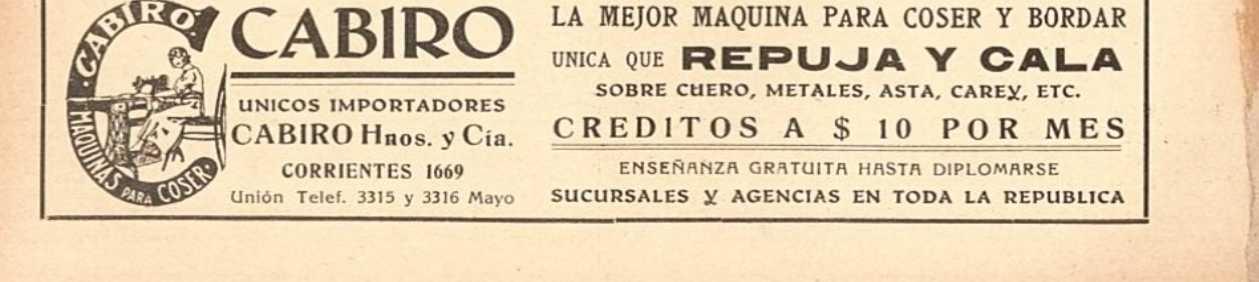 CABIRO.
MAQUINAS PARA COSER
CABIRO
UNICOS IMPORTADORES
CABIRO Hnos. y Cía.
CORRIENTES 1669
Unión Telef. 3315 y 3316 Mayo
LA MEJOR MAQUINA PARA COSER Y BORDAR
UNICA QUE REPUJA Y CALA
SOBRE CUERO, METALES, ASTA, CAREY, ETC.
CREDITOS A $ 10 POR MES
ENSEÑANZA GRATUITA HASTA DIPLOMARSE
SUCURSALES Y AGENCIAS EN TODA LA REPUBLICA